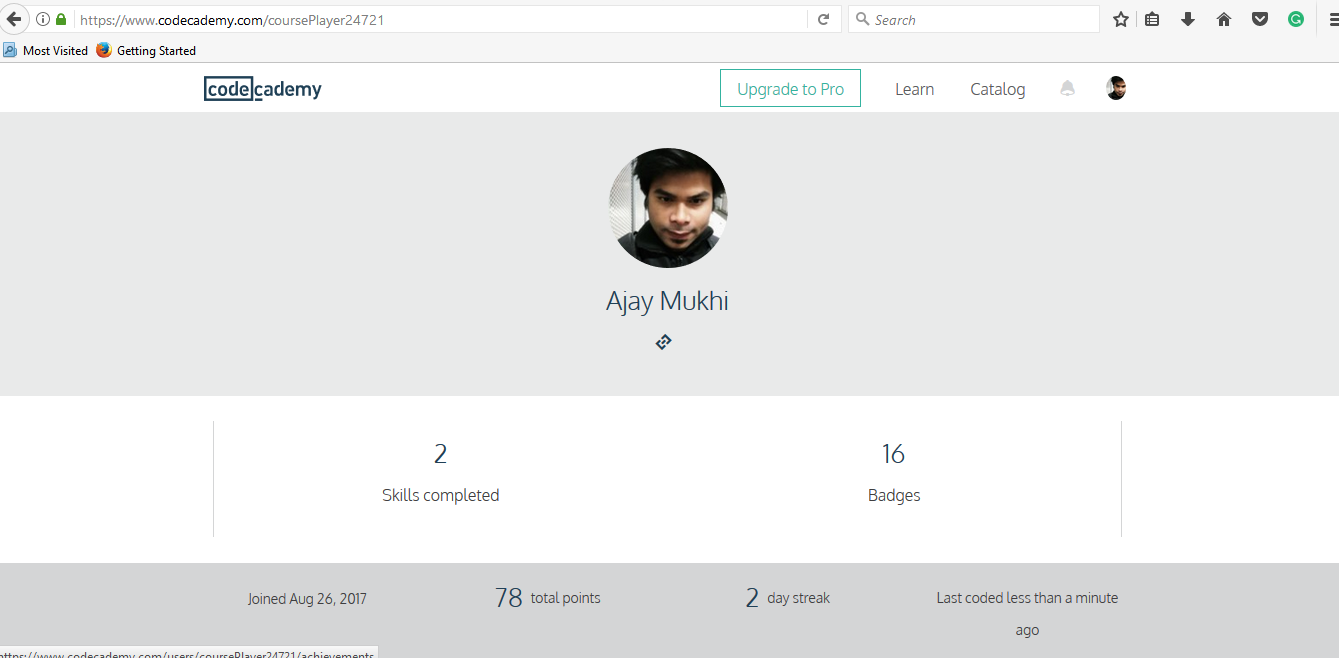 https://www.codecademy.com/coursePlayer24721
Search
Most Visited Getting Started
codecademy
Upgrade to Pro Learn Catalog
Ajay Mukhi
2
Skills completed
16
Badges
Joined Aug 26, 2017
78 total points
2 day streak
Last coded less than a minute
ago
https://www.codecademy.com/users/coursePlayer24721/achievements